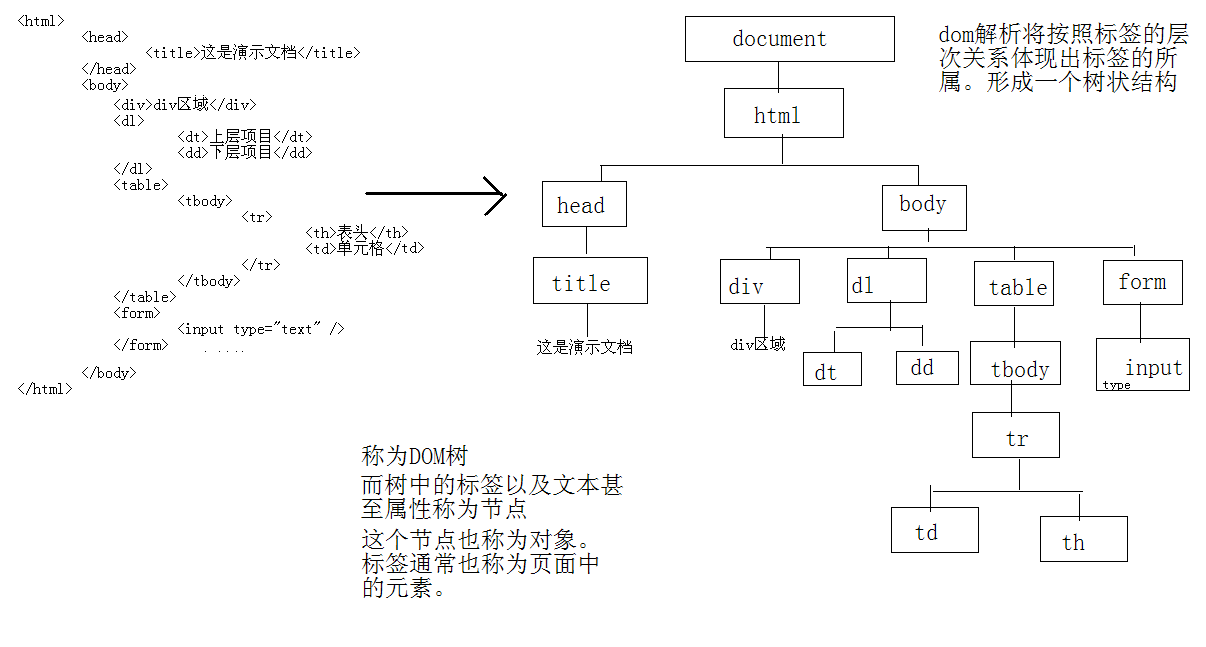 <html>
<head>
<title>这是演示文档</title>
</head>
<body>
<div>div区域</div>
<dl>
<dt>上层项目</dt>
<dd>下层项目</dd>
</dl>
<table>
<tbody>
<tr>
<th>表头</th>
<td>单元格</td>
</tr>
</tbody>
</table>
<form>
<input type="text" />
</form>
</body>
</html>
document
html
head
body
title
div
dl
table
form
这是演示文档
div区域
dt
dd
tbody
input
type
tr
td
th
dom解析将按照标签的层
次关系体现出标签的所
属。形成一个树状结构
称为DOM树
而树中的标签以及文本甚
至属性称为节点
这个节点也称为对象。
标签通常也称为页面中
的元素。